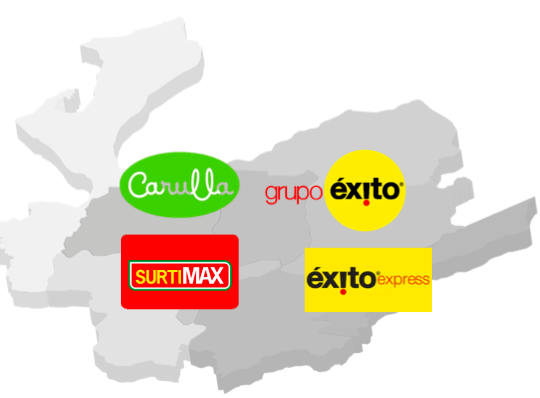 Carulla
grupo éxito
SURTIMAX
éxito express